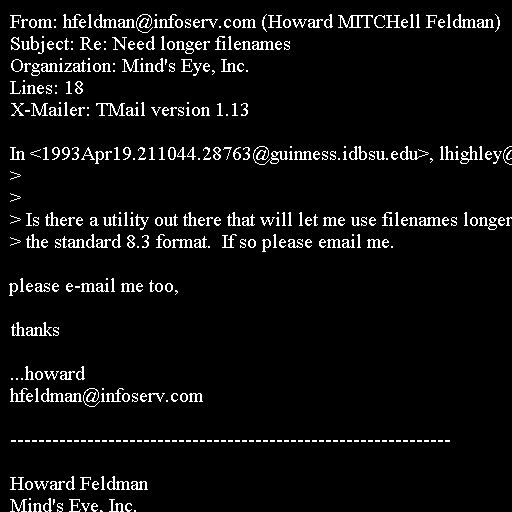 From: hfeldman@infoserv.com (Howard MITCHell Feldman)
Subject: Re: Need longer filenames
Organization: Mind's Eye, Inc.
Lines: 18
X-Mailer: TMail version 1.13
In <1993Apr19.211044.28763@guinness.idbsu.edu>, lhighley@
>
>
> Is there a utility out there that will let me use filenames longer
> the standard 8.3 format.  If so please email me.
please e-mail me too,
thanks
...howard
hfeldman@infoserv.com
---------------------------------------------------------------
Howard Feldman
Mind's Eye, Inc.